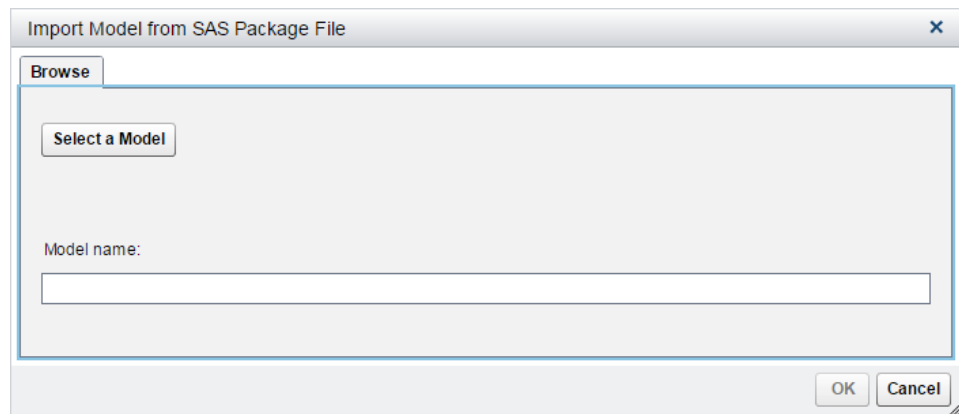 Import Model from SAS Package File
Browse
Select a Model
Model name:
OK Cancel